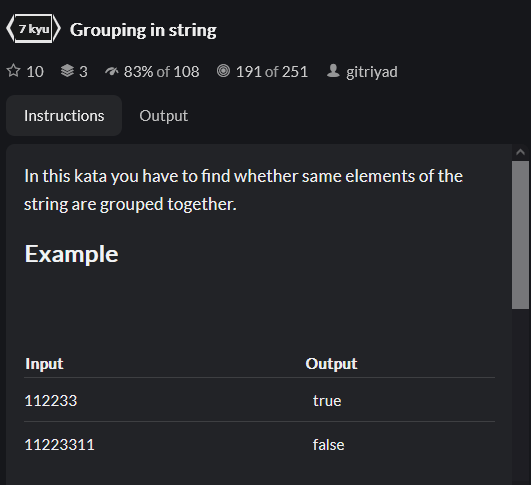 7 kyu Grouping in string
10 3 83% of 108 191 of 251 gitriyad
Instructions Output
In this kata you have to find whether same elements of the
string are grouped together.
Example
Input Output
112233 true
11223311 false